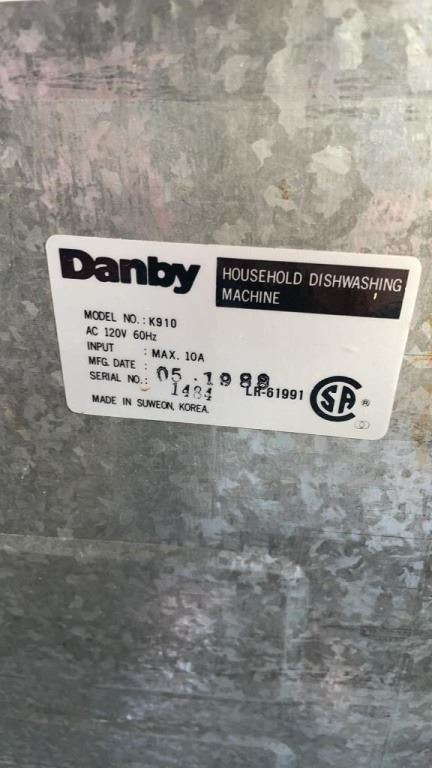 Danby
HOUSEHOLD DISHWASHING
MACHINE
MODEL NO.: K910
AC 120V 60Hz
INPUT : MAX. 10A
MFG. DATE : 05.1988
SERIAL NO.: 1484
LR-61991
MADE IN SUWEON, KOREA.
CSA ®